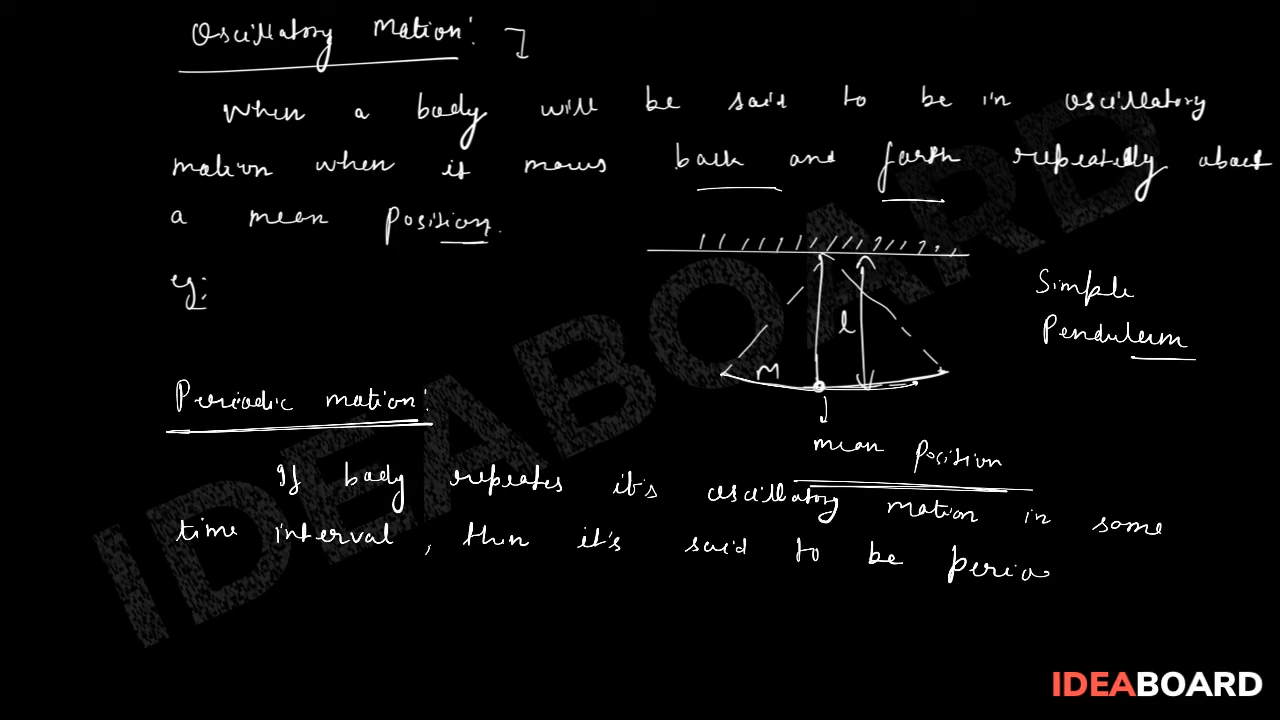 Oscillatory Motion:
When a body will be said to be in oscillatory
motion when it moves back and forth repeatedly about
a mean position.
eg:
Simple
Pendulum
l
M
mean position
Periodic motion:
If body repeates it's oscillatory motion in some
time interval, then it's said to be perio
IDEABOARD
IDEABOARD